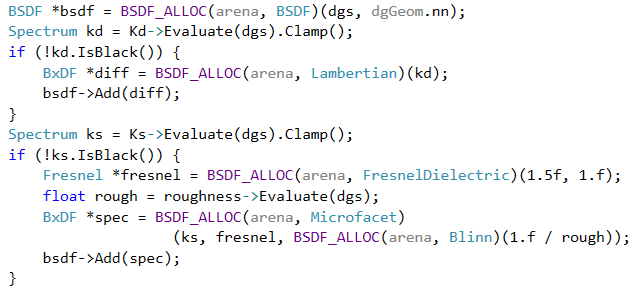 BSDF *bsdf = BSDF_ALLOC(arena, BSDF)(dgs, dgGeom.nn);
Spectrum kd = Kd->Evaluate(dgs).Clamp();
if (!kd.IsBlack()) {
    BxDF *diff = BSDF_ALLOC(arena, Lambertian)(kd);
    bsdf->Add(diff);
}
Spectrum ks = Ks->Evaluate(dgs).Clamp();
if (!ks.IsBlack()) {
    Fresnel *fresnel = BSDF_ALLOC(arena, FresnelDielectric)(1.5f, 1.f);
    float rough = roughness->Evaluate(dgs);
    BxDF *spec = BSDF_ALLOC(arena, Microfacet)
                   (ks, fresnel, BSDF_ALLOC(arena, Blinn)(1.f / rough));
    bsdf->Add(spec);
}